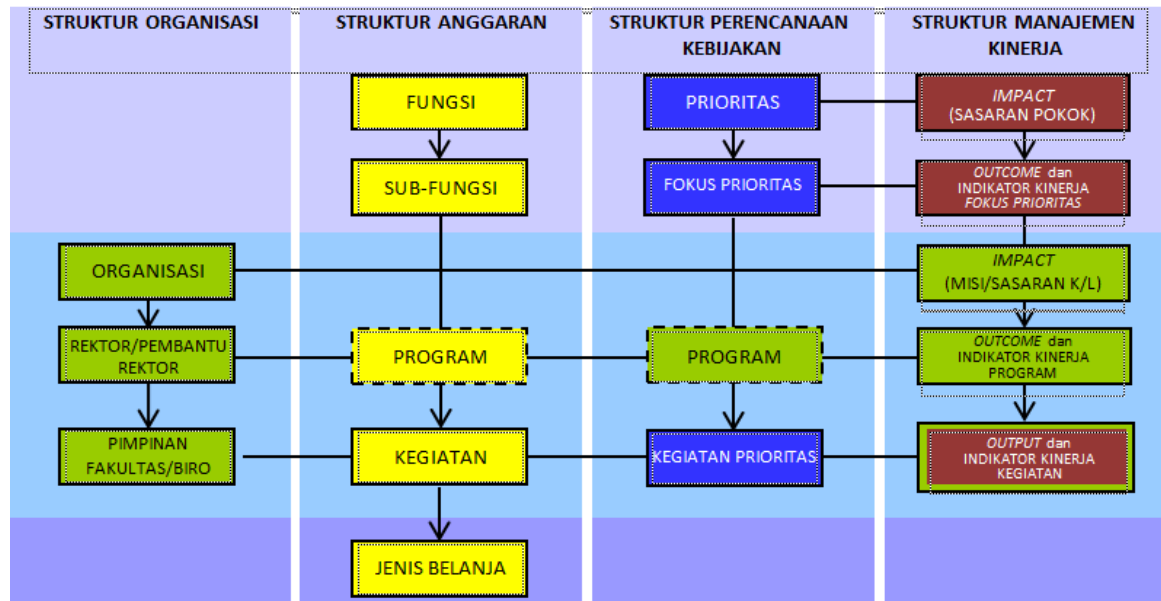 STRUKTUR ORGANISASI
STRUKTUR ANGGARAN
STRUKTUR PERENCANAAN
KEBIJAKAN
STRUKTUR MANAJEMEN
KINERJA
FUNGSI
PRIORITAS
IMPACT
(SASARAN POKOK)
SUB-FUNGSI
FOKUS PRIORITAS
OUTCOME dan
INDIKATOR KINERJA
FOKUS PRIORITAS
ORGANISASI
IMPACT
(MISI/SASARAN K/L)
REKTOR/PEMBANTU
REKTOR
PROGRAM
PROGRAM
OUTCOME dan
INDIKATOR KINERJA
PROGRAM
PIMPINAN
FAKULTAS/BIRO
KEGIATAN
KEGIATAN PRIORITAS
OUTPUT dan
INDIKATOR KINERJA
KEGIATAN
JENIS BELANJA